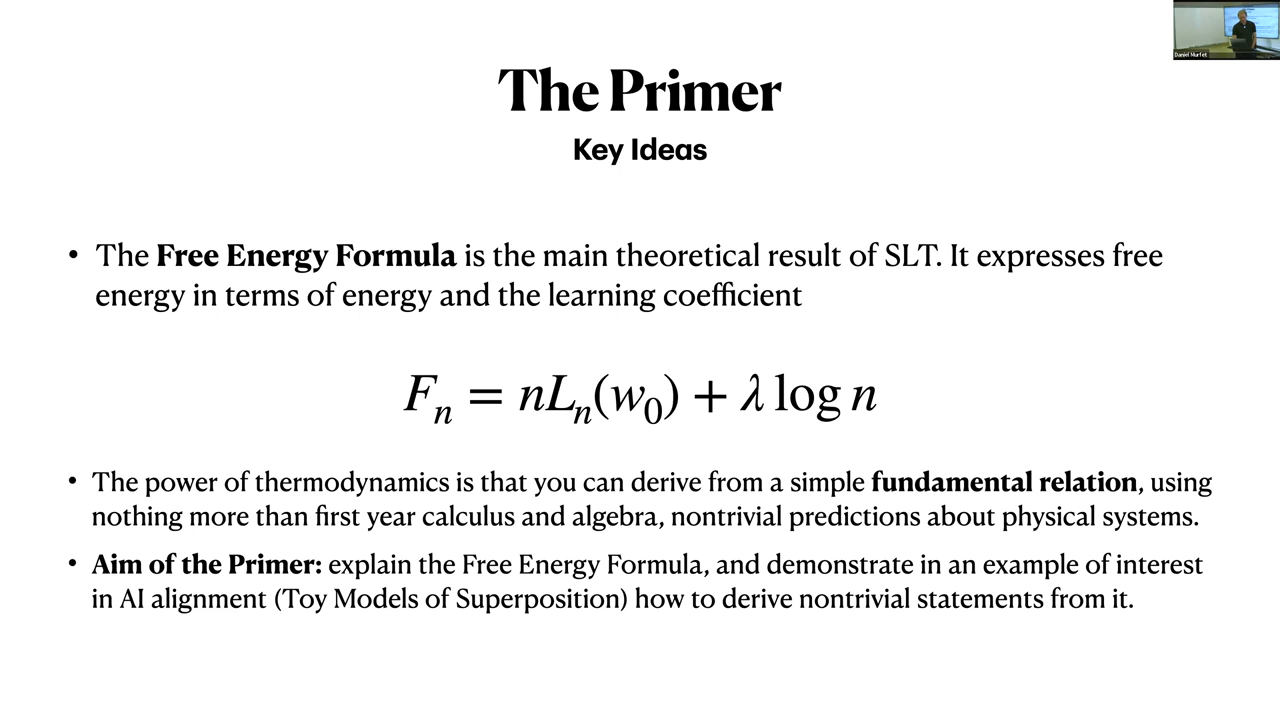 Daniel Murfet
The Primer
Key Ideas
• The Free Energy Formula is the main theoretical result of SLT. It expresses free
energy in terms of energy and the learning coefficient
Fₙ = nLₙ(w₀) + λ log n
• The power of thermodynamics is that you can derive from a simple fundamental relation, using
nothing more than first year calculus and algebra, nontrivial predictions about physical systems.
• Aim of the Primer: explain the Free Energy Formula, and demonstrate in an example of interest
in AI alignment (Toy Models of Superposition) how to derive nontrivial statements from it.